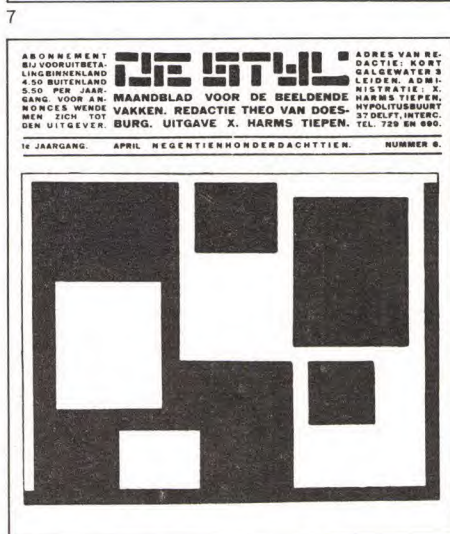 7
ABONNEMENT
BIJ VOORUITBETA-
LING BINNENLAND
4.50 BUITENLAND
5.50 PER JAAR-
GANG. VOOR AN-
NONCES WENDE
MEN ZICH TOT
DEN UITGEVER.
DE STIJL
MAANDBLAD VOOR DE BEELDENDE
VAKKEN. REDACTIE THEO VAN DOES-
BURG. UITGAVE X. HARMS TIEPEN.
ADRES VAN RE-
DACTIE: KORT
GALGEWATER 3
LEIDEN. ADMI-
NISTRATIE: X.
HARMS TIEPEN,
HYPOLITUSBUURT
37 DELFT, INTERC.
TEL. 729 EN 690.
1e JAARGANG. APRIL NEGENTIENHONDERDACHTTIEN. NUMMER 6.